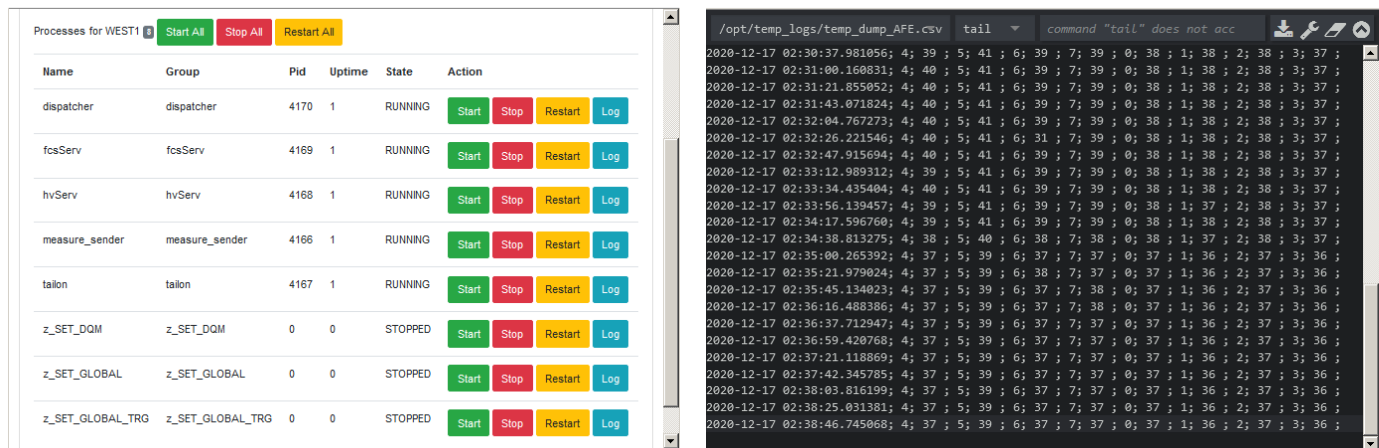 Processes for WEST1 8 Start All Stop All Restart All
Name Group Pid Uptime State Action
dispatcher dispatcher 4170 1 RUNNING Start Stop Restart Log
fcsServ fcsServ 4169 1 RUNNING Start Stop Restart Log
hvServ hvServ 4168 1 RUNNING Start Stop Restart Log
measure_sender measure_sender 4166 1 RUNNING Start Stop Restart Log
tailon tailon 4167 1 RUNNING Start Stop Restart Log
z_SET_DQM z_SET_DQM 0 0 STOPPED Start Stop Restart Log
z_SET_GLOBAL z_SET_GLOBAL 0 0 STOPPED Start Stop Restart Log
z_SET_GLOBAL_TRG z_SET_GLOBAL_TRG 0 0 STOPPED Start Stop Restart Log
/opt/temp_logs/temp_dump_AFE.csv tail command "tail" does not acc
2020-12-17 02:30:37.981056; 4; 39 ; 5; 41 ; 6; 39 ; 7; 39 ; 0; 38 ; 1; 38 ; 2; 38 ; 3; 37 ;
2020-12-17 02:31:00.160831; 4; 40 ; 5; 41 ; 6; 39 ; 7; 39 ; 0; 38 ; 1; 38 ; 2; 38 ; 3; 37 ;
2020-12-17 02:31:21.855052; 4; 40 ; 5; 41 ; 6; 39 ; 7; 39 ; 0; 38 ; 1; 38 ; 2; 38 ; 3; 37 ;
2020-12-17 02:31:43.071824; 4; 40 ; 5; 41 ; 6; 39 ; 7; 39 ; 0; 38 ; 1; 38 ; 2; 38 ; 3; 37 ;
2020-12-17 02:32:04.767273; 4; 40 ; 5; 41 ; 6; 39 ; 7; 39 ; 0; 38 ; 1; 38 ; 2; 38 ; 3; 37 ;
2020-12-17 02:32:26.221546; 4; 40 ; 5; 41 ; 6; 31 ; 7; 39 ; 0; 38 ; 1; 38 ; 2; 38 ; 3; 37 ;
2020-12-17 02:32:47.915694; 4; 40 ; 5; 41 ; 6; 39 ; 7; 39 ; 0; 38 ; 1; 38 ; 2; 38 ; 3; 37 ;
2020-12-17 02:33:12.989312; 4; 40 ; 5; 41 ; 6; 39 ; 7; 39 ; 0; 38 ; 1; 38 ; 2; 38 ; 3; 37 ;
2020-12-17 02:33:34.435404; 4; 40 ; 5; 41 ; 6; 39 ; 7; 39 ; 0; 38 ; 1; 38 ; 2; 38 ; 3; 37 ;
2020-12-17 02:33:56.139457; 4; 39 ; 5; 41 ; 6; 39 ; 7; 39 ; 0; 38 ; 1; 37 ; 2; 38 ; 3; 37 ;
2020-12-17 02:34:17.596760; 4; 39 ; 5; 41 ; 6; 39 ; 7; 39 ; 0; 38 ; 1; 38 ; 2; 38 ; 3; 37 ;
2020-12-17 02:34:38.813275; 4; 38 ; 5; 40 ; 6; 38 ; 7; 38 ; 0; 38 ; 1; 37 ; 2; 38 ; 3; 37 ;
2020-12-17 02:35:00.265392; 4; 37 ; 5; 39 ; 6; 37 ; 7; 37 ; 0; 37 ; 1; 36 ; 2; 37 ; 3; 36 ;
2020-12-17 02:35:21.979024; 4; 37 ; 5; 39 ; 6; 38 ; 7; 37 ; 0; 37 ; 1; 36 ; 2; 37 ; 3; 36 ;
2020-12-17 02:35:45.134023; 4; 37 ; 5; 39 ; 6; 37 ; 7; 38 ; 0; 37 ; 1; 36 ; 2; 37 ; 3; 36 ;
2020-12-17 02:36:16.488386; 4; 37 ; 5; 39 ; 6; 37 ; 7; 38 ; 0; 37 ; 1; 36 ; 2; 37 ; 3; 36 ;
2020-12-17 02:36:37.712947; 4; 37 ; 5; 39 ; 6; 37 ; 7; 37 ; 0; 37 ; 1; 36 ; 2; 37 ; 3; 36 ;
2020-12-17 02:36:59.420768; 4; 37 ; 5; 39 ; 6; 37 ; 7; 37 ; 0; 37 ; 1; 36 ; 2; 37 ; 3; 36 ;
2020-12-17 02:37:21.118869; 4; 37 ; 5; 39 ; 6; 37 ; 7; 37 ; 0; 37 ; 1; 36 ; 2; 37 ; 3; 36 ;
2020-12-17 02:37:42.345785; 4; 37 ; 5; 39 ; 6; 37 ; 7; 37 ; 0; 37 ; 1; 36 ; 2; 37 ; 3; 36 ;
2020-12-17 02:38:03.816199; 4; 37 ; 5; 39 ; 6; 37 ; 7; 37 ; 0; 37 ; 1; 36 ; 2; 37 ; 3; 36 ;
2020-12-17 02:38:25.031381; 4; 37 ; 5; 39 ; 6; 37 ; 7; 37 ; 0; 37 ; 1; 36 ; 2; 37 ; 3; 36 ;
2020-12-17 02:38:46.745068; 4; 37 ; 5; 39 ; 6; 37 ; 7; 37 ; 0; 37 ; 1; 36 ; 2; 37 ; 3; 36 ;